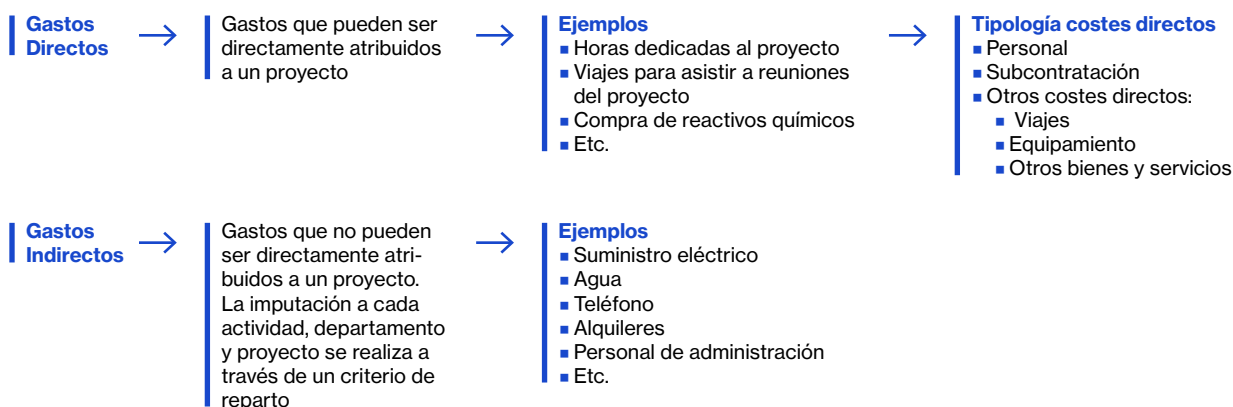 Gastos
Directos
Gastos que pueden ser
directamente atribuidos
a un proyecto
Ejemplos
Horas dedicadas al proyecto
Viajes para asistir a reuniones
del proyecto
Compra de reactivos químicos
Etc.
Tipología costes directos
Personal
Subcontratación
Otros costes directos:
Viajes
Equipamiento
Otros bienes y servicios
Gastos
Indirectos
Gastos que no pueden
ser directamente atri-
buidos a un proyecto.
La imputación a cada
actividad, departamento
y proyecto se realiza a
través de un criterio de
reparto
Ejemplos
Suministro eléctrico
Agua
Teléfono
Alquileres
Personal de administración
Etc.